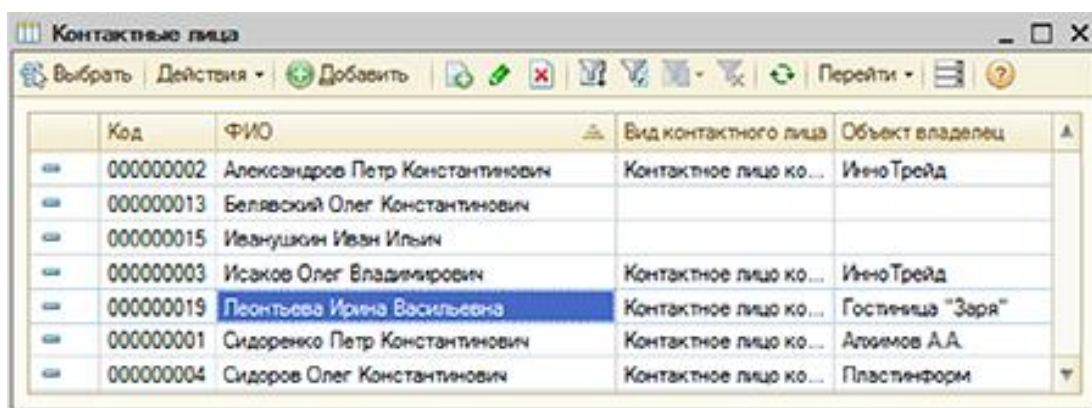 Контактные лица
Выбрать Действия Добавить Перейти
Код ФИО Вид контактного лица Объект владелец
000000002 Александров Петр Константинович Контактное лицо ко... ИнноТрейд
000000013 Белявский Олег Константинович
000000015 Иванушкин Иван Ильич
000000003 Исаков Олег Владимирович Контактное лицо ко... ИнноТрейд
000000019 Леонтьева Ирина Васильевна Контактное лицо ко... Гостиница "Заря"
000000001 Сидоренко Петр Константинович Контактное лицо ко... Алхимов А.А.
000000004 Сидоров Олег Константинович Контактное лицо ко... Пластинформ